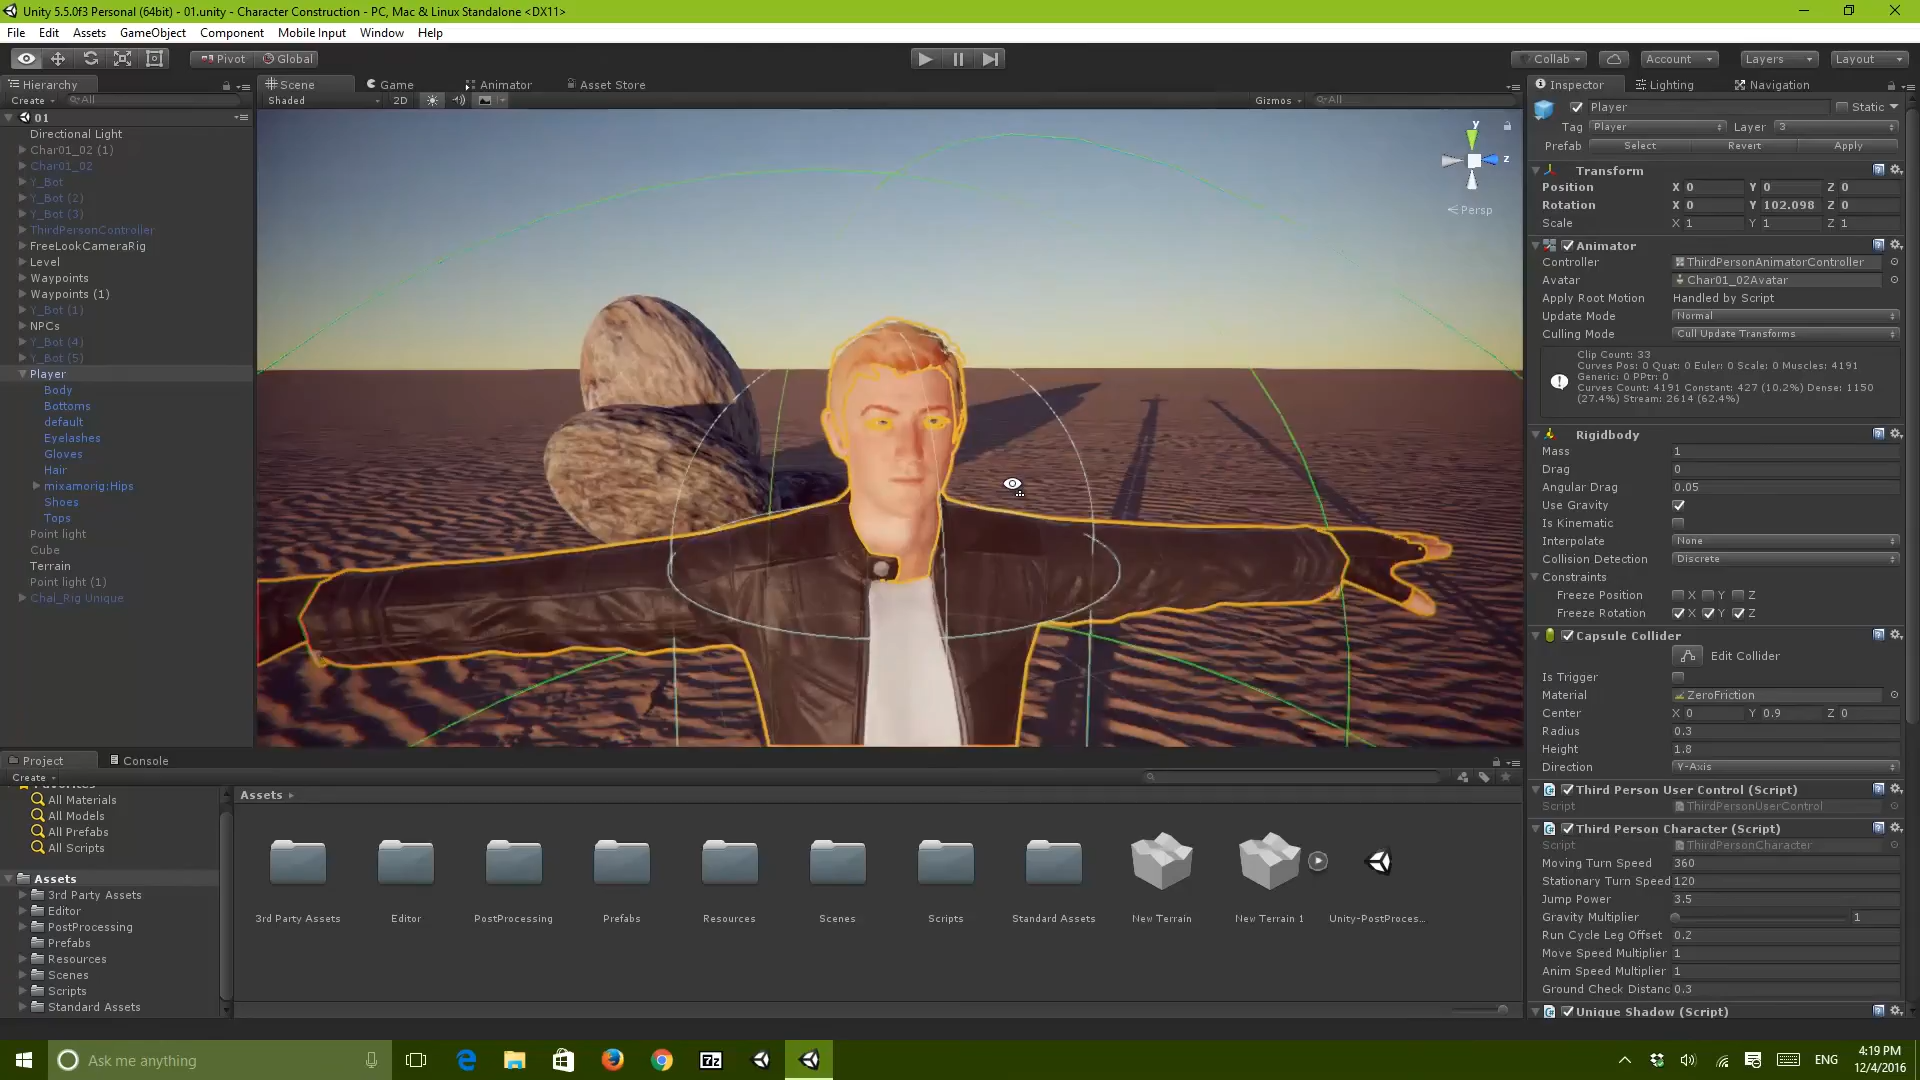 Unity 5.5.0f3 Personal (64bit) - 01.unity - Character Construction - PC, Mac & Linux Standalone <DX11>
File Edit Assets GameObject Component Mobile Input Window Help
Pivot Global Collab Account Layers Layout
Hierarchy
Create All
01
Directional Light
Char01_02 (1)
Char01_02
Y_Bot
Y_Bot (2)
Y_Bot (3)
ThirdPersonController
FreeLookCameraRig
Level
Waypoints
Waypoints (1)
Y_Bot (1)
NPCs
Y_Bot (4)
Y_Bot (5)
Player
Body
Bottoms
default
Eyelashes
Gloves
Hair
mixamorig:Hips
Shoes
Tops
Point light
Cube
Terrain
Point light (1)
Chal_Rig Unique
Scene Game Animator Asset Store
Shaded 2D Gizmos All
y
z
Persp
Inspector Lighting Navigation
Player Static
Tag Player Layer 3
Prefab Select Revert Apply
Transform
Position X 0 Y 0 Z 0
Rotation X 0 Y 102.098 Z 0
Scale X 1 Y 1 Z 1
Animator
Controller ThirdPersonAnimatorController
Avatar Char01_02Avatar
Apply Root Motion Handled by Script
Update Mode Normal
Culling Mode Cull Update Transforms
Clip Count: 33
Curves Pos: 0 Quat: 0 Euler: 0 Scale: 0 Muscles: 4191
Generic: 0 PPtr: 0
Curves Count: 4191 Constant: 427 (10.2%) Dense: 1150
(27.4%) Stream: 2614 (62.4%)
Rigidbody
Mass 1
Drag 0
Angular Drag 0.05
Use Gravity
Is Kinematic
Interpolate None
Collision Detection Discrete
Constraints
Freeze Position X Y Z
Freeze Rotation X Y Z
Capsule Collider
Edit Collider
Is Trigger
Material ZeroFriction
Center X 0 Y 0.9 Z 0
Radius 0.3
Height 1.8
Direction Y-Axis
Third Person User Control (Script)
Script ThirdPersonUserControl
Third Person Character (Script)
Script ThirdPersonCharacter
Moving Turn Speed 360
Stationary Turn Speed 120
Jump Power 3.5
Gravity Multiplier 1
Run Cycle Leg Offset 0.2
Move Speed Multiplier 1
Anim Speed Multiplier 1
Ground Check Distanc 0.3
Unique Shadow (Script)
Project Console
Create
Favorites
All Materials
All Models
All Prefabs
All Scripts
Assets
3rd Party Assets
Editor
PostProcessing
Prefabs
Resources
Scenes
Scripts
Standard Assets
Assets
3rd Party Assets Editor PostProcessing Prefabs Resources Scenes Scripts Standard Assets New Terrain New Terrain 1 Unity-PostProces...
Ask me anything
7z
ENG
4:19 PM
12/4/2016